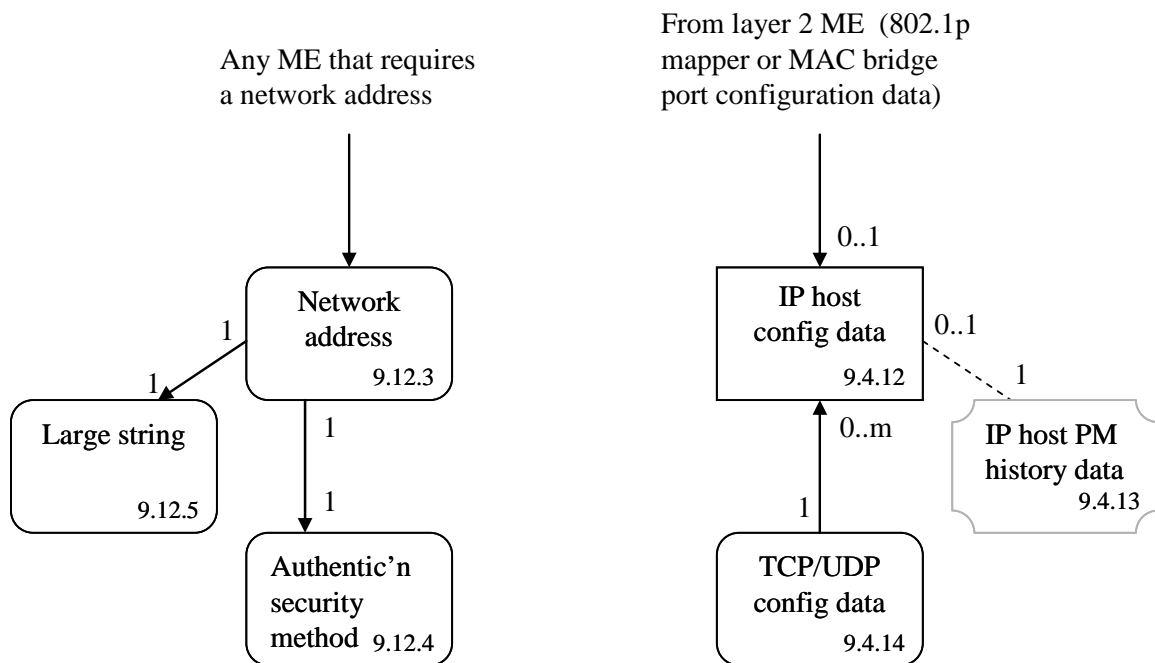 Any ME that requires
a network address
From layer 2 ME  (802.1p
mapper or MAC bridge
port configuration data)
0..1
Network
address
9.12.3
1
1
1
1
Large string
9.12.5
Authentic’n
security
method 9.12.4
IP host
config data
9.4.12
0..1
1
0..m
1
IP host PM
history data
9.4.13
TCP/UDP
config data
9.4.14